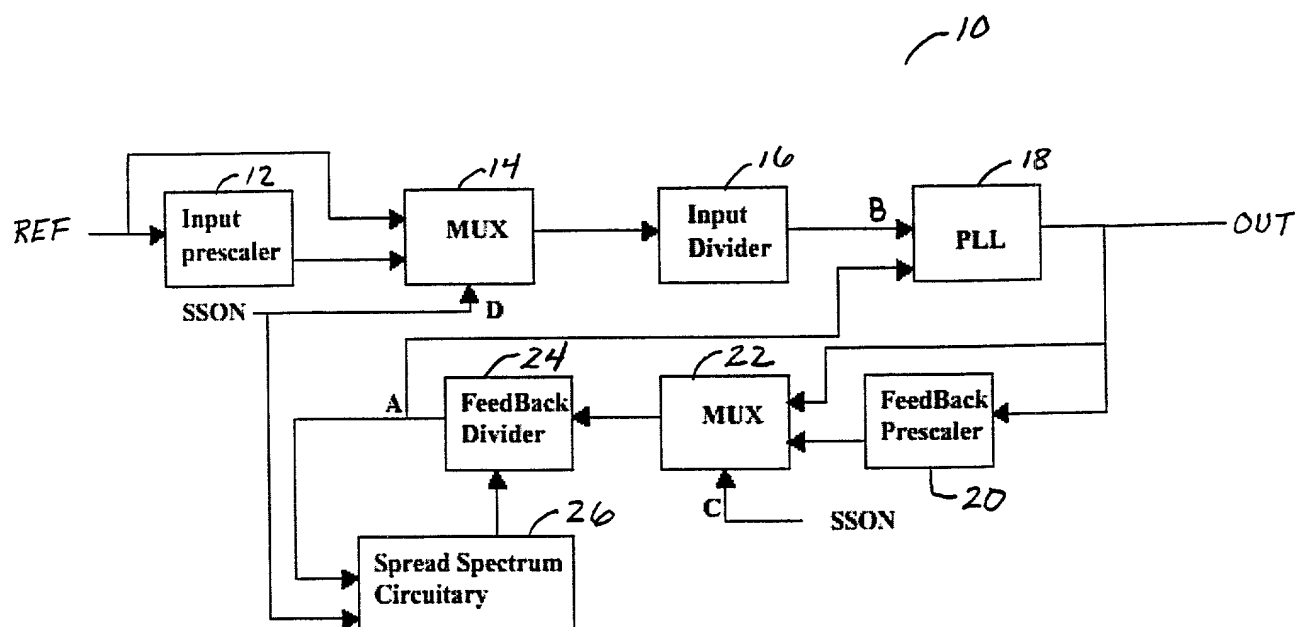 10
12
14
16
18
REF
Input
prescaler
MUX
Input
Divider
B
PLL
OUT
SSON
D
24
22
A
FeedBack
Divider
MUX
FeedBack
Prescaler
20
C
SSON
26
Spread Spectrum
Circuitary